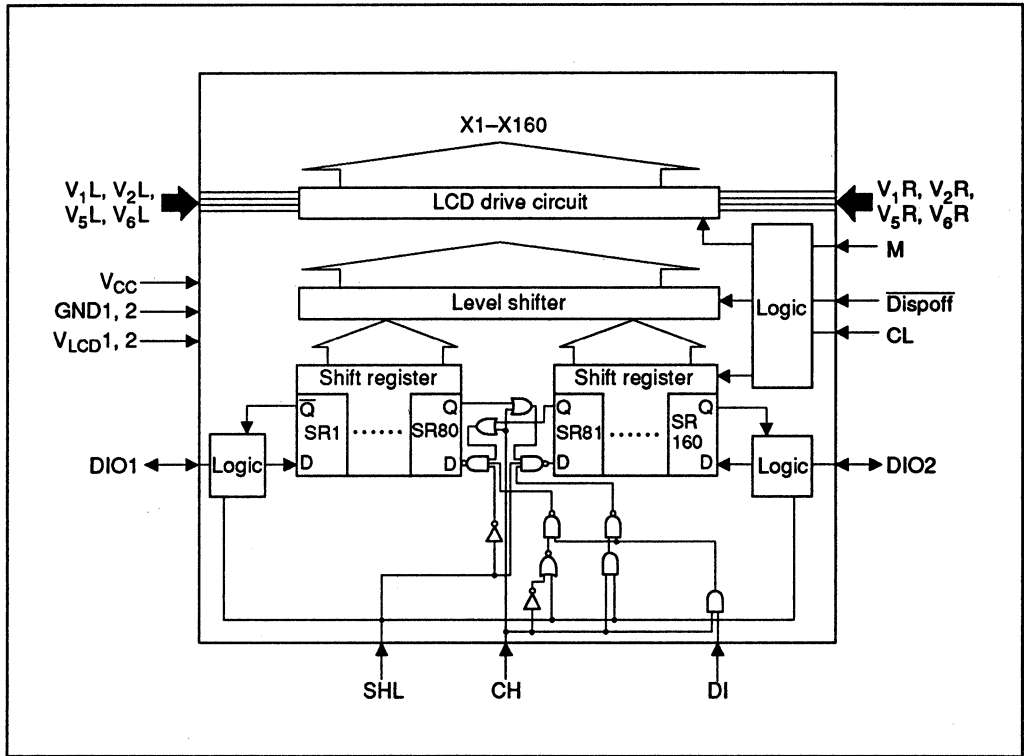 X1–X160
V1L, V2L,
V5L, V6L
LCD drive circuit
V1R, V2R,
V5R, V6R
M
VCC
GND1, 2
VLCD1, 2
Level shifter
Logic
Dispoff
CL
Shift register
Shift register
Q
SR1
......
SR80
Q
D
D
Q
SR81
......
SR
160
Q
D
D
DIO1
Logic
Logic
DIO2
SHL
CH
DI